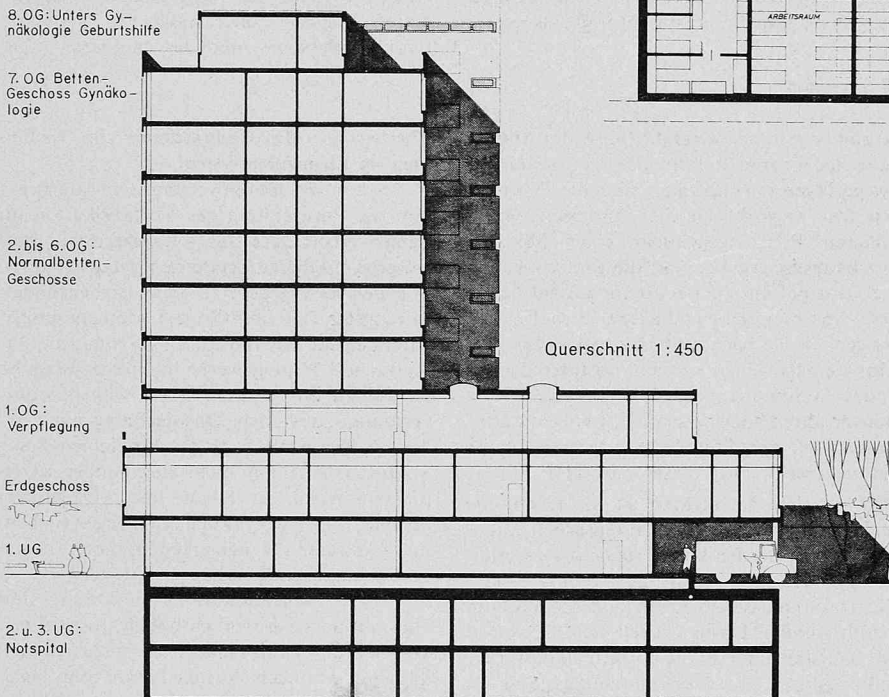 8. OG: Unters Gy-
näkologie Geburtshilfe
ARBEITSRAUM
7. OG Betten-
Geschoss Gynäko-
logie
2. bis 6. OG:
Normalbetten-
Geschosse
Querschnitt 1:450
1. OG:
Verpflegung
Erdgeschoss
1. UG
2. u. 3. UG:
Notspital